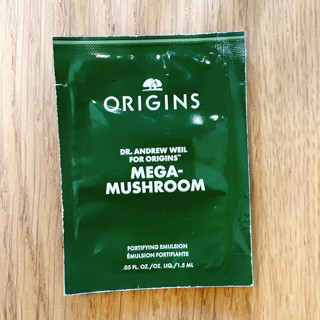 ORIGINS
DR. ANDREW WEIL
FOR ORIGINS™
MEGA-
MUSHROOM
FORTIFYING EMULSION
ÉMULSION FORTIFIANTE
.05 FL. OZ./OZ. LIQ./1.5 ML